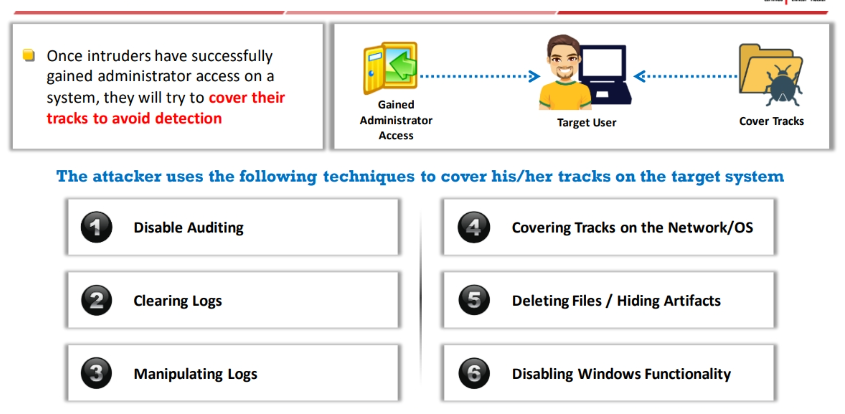 Once intruders have successfully
gained administrator access on a
system, they will try to cover their
tracks to avoid detection
Gained
Administrator
Access
Target User
Cover Tracks
The attacker uses the following techniques to cover his/her tracks on the target system
1 Disable Auditing
2 Clearing Logs
3 Manipulating Logs
4 Covering Tracks on the Network/OS
5 Deleting Files / Hiding Artifacts
6 Disabling Windows Functionality